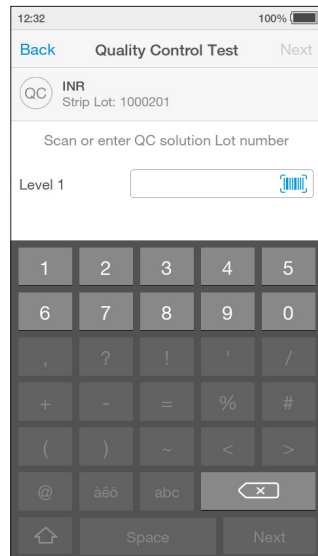 12:32 100%
Back Quality Control Test Next
QC INR
Strip Lot: 1000201
Scan or enter QC solution Lot number
Level 1
1 2 3 4 5
6 7 8 9 0
, ? ! ' /
+ - = % #
( ) ~ < >
@ àêö abc
Space Next